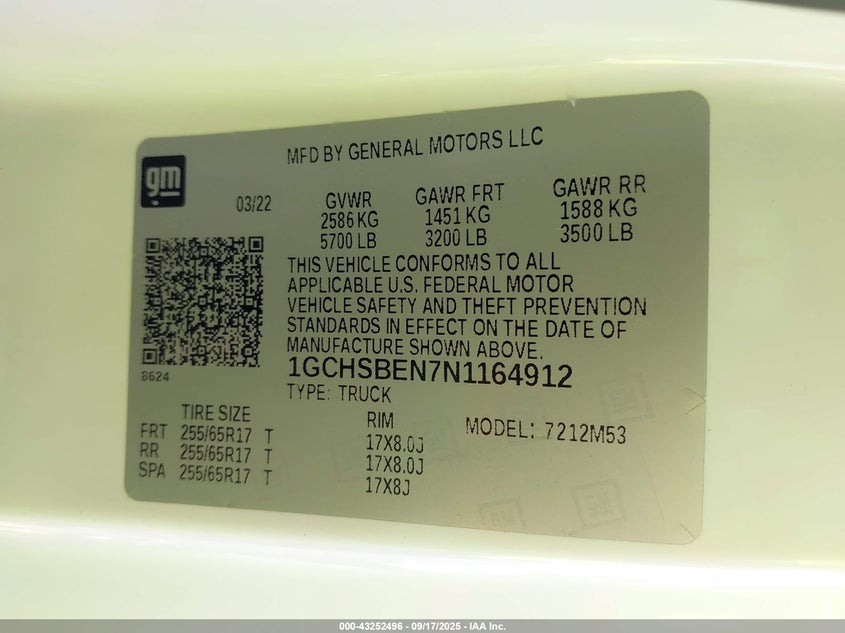 MFD BY GENERAL MOTORS LLC
gm
03/22
GVWR GAWR FRT GAWR RR
2586 KG 1451 KG 1588 KG
5700 LB 3200 LB 3500 LB
THIS VEHICLE CONFORMS TO ALL
APPLICABLE U.S. FEDERAL MOTOR
VEHICLE SAFETY AND THEFT PREVENTION
STANDARDS IN EFFECT ON THE DATE OF
MANUFACTURE SHOWN ABOVE.
8624
1GCHSBEN7N1164912
TYPE: TRUCK
TIRE SIZE RIM MODEL: 7212M53
FRT 255/65R17 T 17X8.0J
RR 255/65R17 T 17X8.0J
SPA 255/65R17 T 17X8J
000-43252496 - 09/17/2025 - IAA Inc.